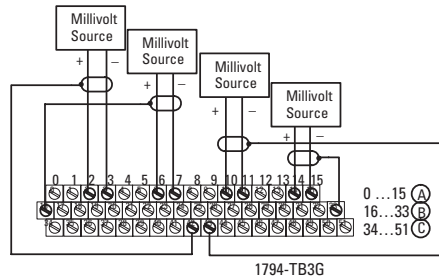 Millivolt
Source
+ –
Millivolt
Source
+ –
Millivolt
Source
+ –
Millivolt
Source
+ –
0 1 2 3 4 5 6 7 8 9 10 11 12 13 14 15
0 ...15 A
16...33 B
34...51 C
1794-TB3G